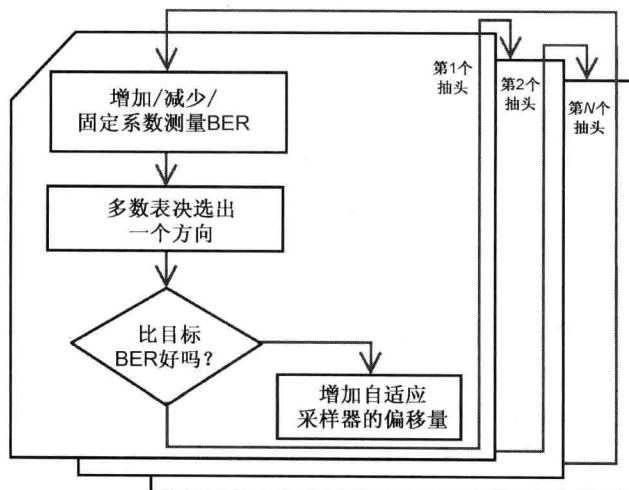 增加/减少/
固定系数测量BER
多数表决选出
一个方向
比目标
BER好吗？
增加自适应
采样器的偏移量
第1个
抽头
第2个
抽头
第N个
抽头